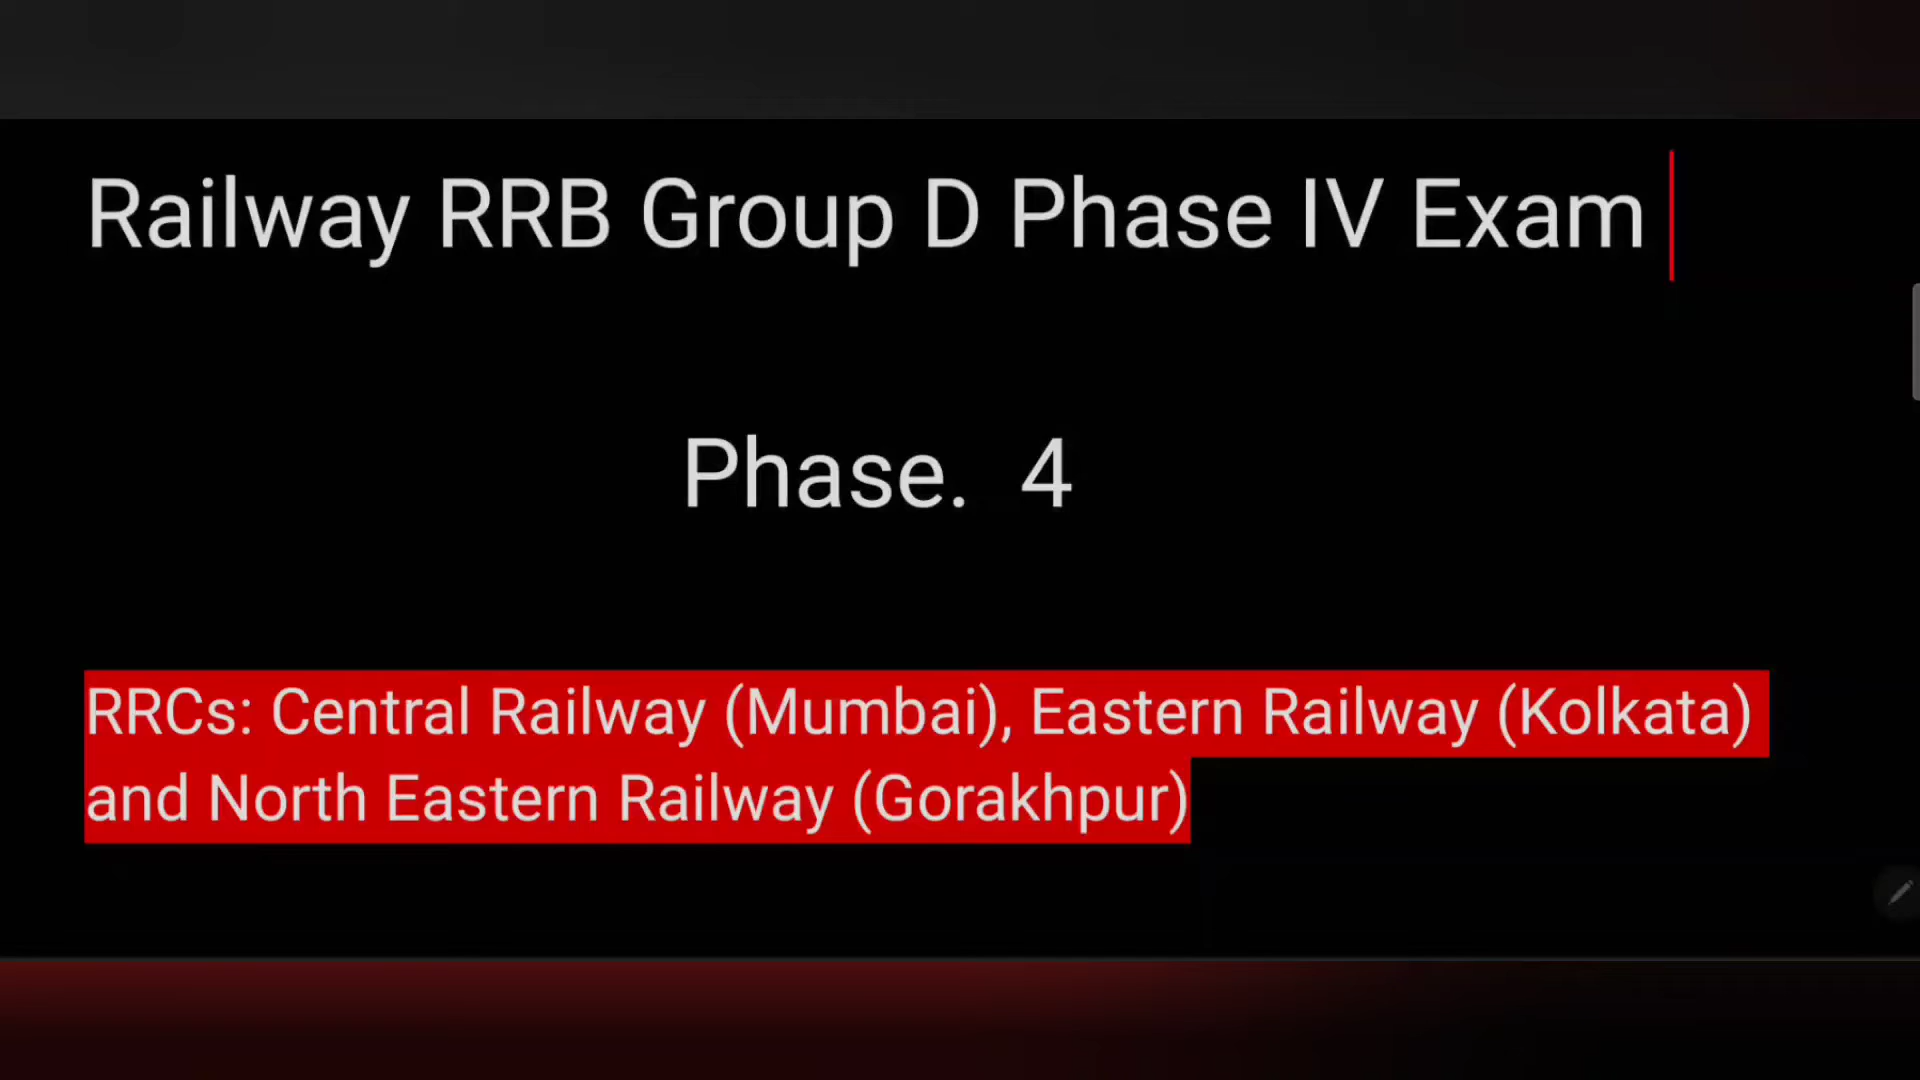 Railway RRB Group D Phase IV Exam
Phase. 4
RRCs: Central Railway (Mumbai), Eastern Railway (Kolkata)
and North Eastern Railway (Gorakhpur)